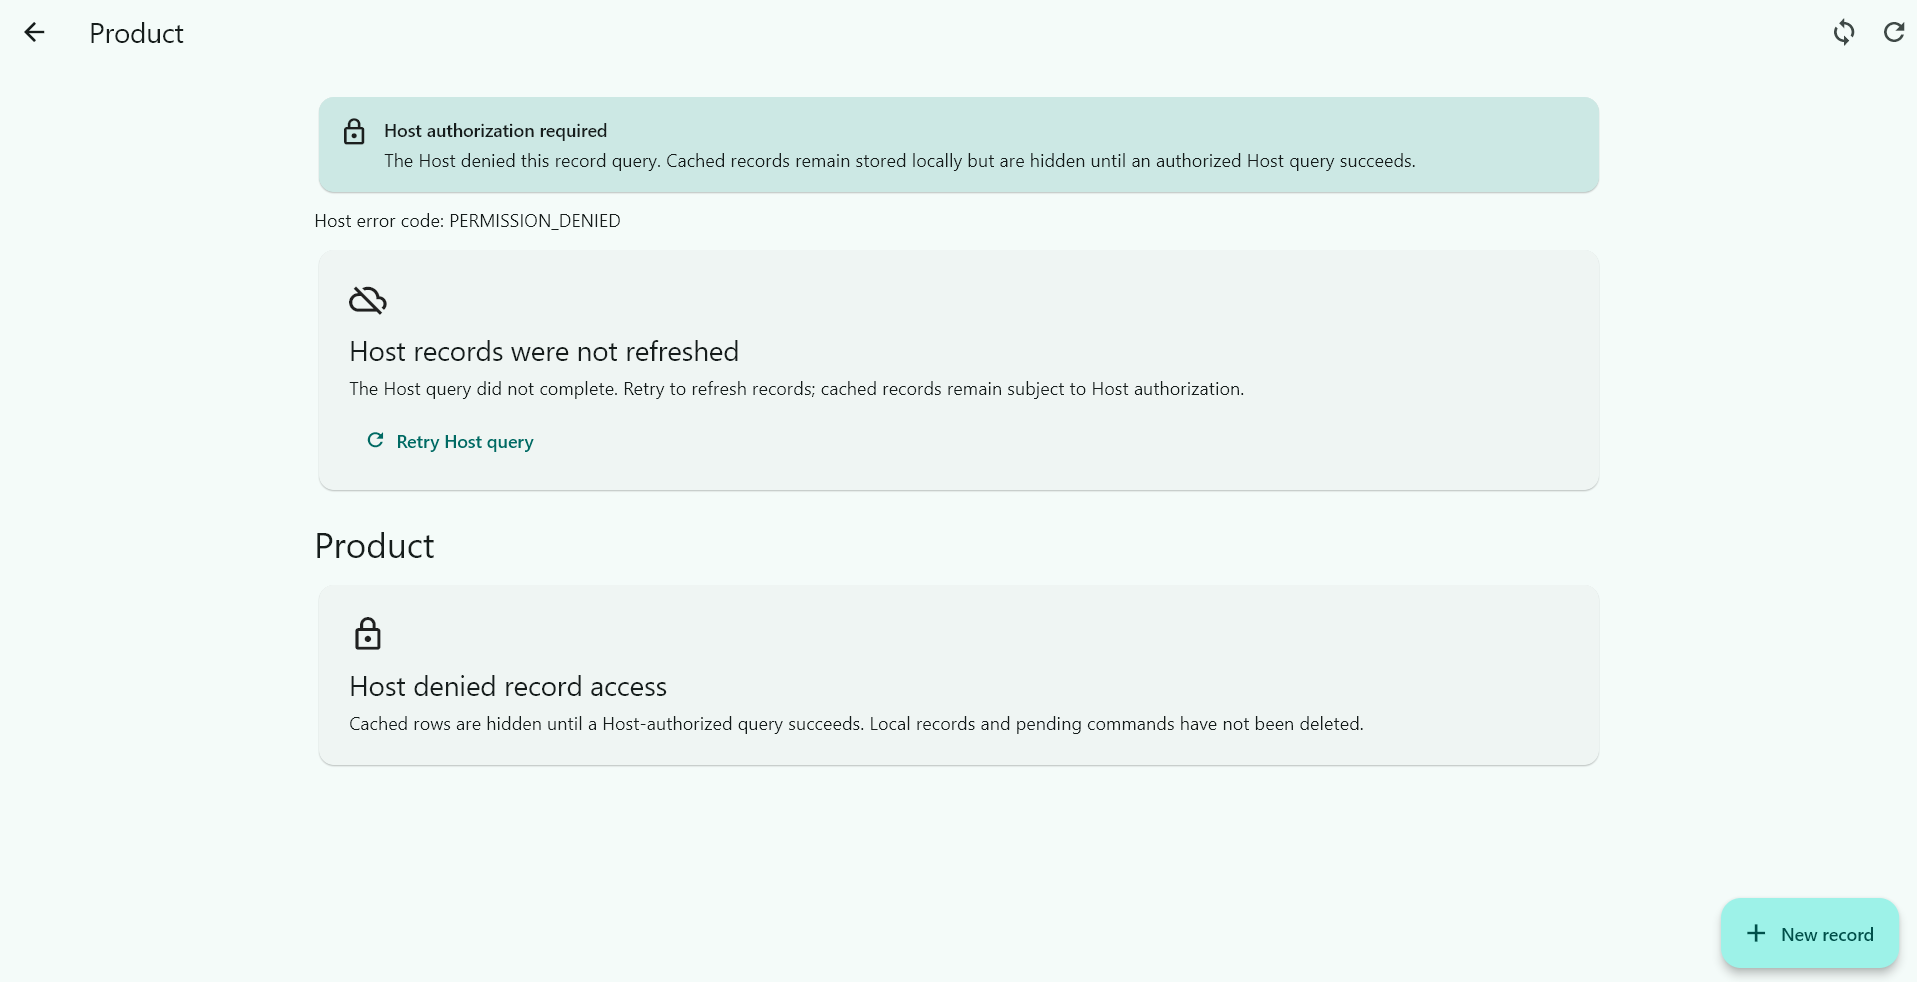 Product
Host authorization required
The Host denied this record query. Cached records remain stored locally but are hidden until an authorized Host query succeeds.
Host error code: PERMISSION_DENIED
Host records were not refreshed
The Host query did not complete. Retry to refresh records; cached records remain subject to Host authorization.
Retry Host query
Product
Host denied record access
Cached rows are hidden until a Host-authorized query succeeds. Local records and pending commands have not been deleted.
New record